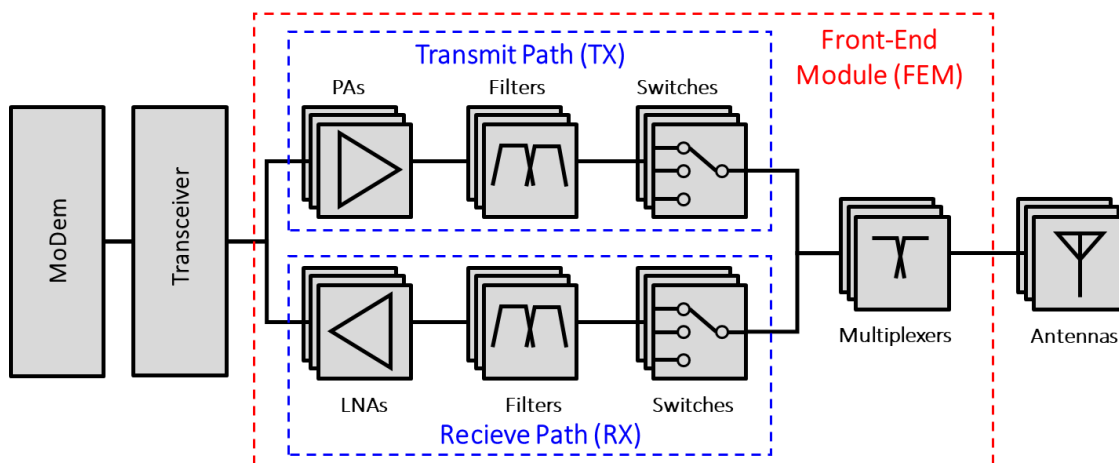 Transmit Path (TX)
Front-End
Module (FEM)
PAs
Filters
Switches
MoDem
Transceiver
Multiplexers
Antennas
LNAs
Filters
Switches
Recieve Path (RX)